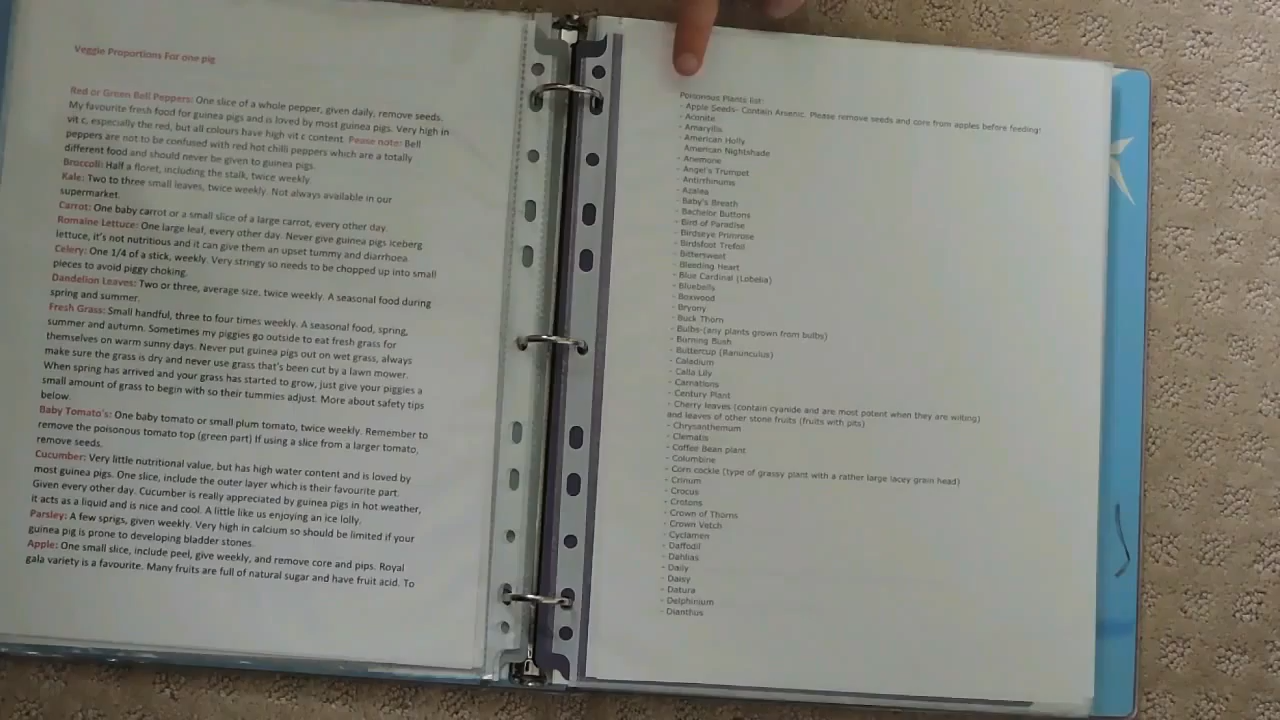 Veggie Proportions For one pig
Red or Green Bell Peppers: One slice of a whole pepper, given daily, remove seeds.
My favourite fresh food for guinea pigs and is loved by most guinea pigs. Very high in
vit c, especially the red, but all colours have high vit c content. Pease note: Bell
peppers are not to be confused with red hot chilli peppers which are a totally
different food and should never be given to guinea pigs.
Broccoli: Half a floret, including the stalk, twice weekly.
Kale: Two to three small leaves, twice weekly. Not always available in our
supermarket.
Carrot: One baby carrot or a small slice of a large carrot, every other day.
Romaine Lettuce: One large leaf, every other day. Never give guinea pigs iceberg
lettuce, it's not nutritious and it can give them an upset tummy and diarrhoea.
Celery: One 1/4 of a stick, weekly. Very stringy so needs to be chopped up into small
pieces to avoid piggy choking.
Dandelion Leaves: Two or three, average size, twice weekly. A seasonal food during
spring and summer.
Fresh Grass: Small handful, three to four times weekly. A seasonal food, spring,
summer and autumn. Sometimes my piggies go outside to eat fresh grass for
themselves on warm sunny days. Never put guinea pigs out on wet grass, always
make sure the grass is dry and never use grass that's been cut by a lawn mower.
When spring has arrived and your grass has started to grow, just give your piggies a
small amount of grass to begin with so their tummies adjust. More about safety tips
below.
Baby Tomato's: One baby tomato or small plum tomato, twice weekly. Remember to
remove the poisonous tomato top (green part) If using a slice from a larger tomato,
remove seeds.
Cucumber: Very little nutritional value, but has high water content and is loved by
most guinea pigs. One slice, include the outer layer which is their favourite part.
Given every other day. Cucumber is really appreciated by guinea pigs in hot weather,
it acts as a liquid and is nice and cool. A little like us enjoying an ice lolly.
Parsley: A few sprigs, given weekly. Very high in calcium so should be limited if your
guinea pig is prone to developing bladder stones.
Apple: One small slice, include peel, give weekly, and remove core and pips. Royal
gala variety is a favourite. Many fruits are full of natural sugar and have fruit acid. To
Poisonous Plants list:
- Apple Seeds- Contain Arsenic. Please remove seeds and core from apples before feeding!
- Aconite
- Amaryllis
- American Holly
- American Nightshade
- Anemone
- Angel's Trumpet
- Antirrhinums
- Azalea
- Baby's Breath
- Bachelor Buttons
- Bird of Paradise
- Birdseye Primrose
- Birdsfoot Trefoil
- Bittersweet
- Bleeding Heart
- Blue Cardinal (Lobelia)
- Bluebells
- Boxwood
- Bryony
- Buck Thorn
- Bulbs-(any plants grown from bulbs)
- Burning Bush
- Buttercup (Ranunculus)
- Caladium
- Calla Lily
- Carnations
- Century Plant
- Cherry leaves (contain cyanide and are most potent when they are wilting)
and leaves of other stone fruits (fruits with pits)
- Chrysanthemum
- Clematis
- Coffee Bean plant
- Columbine
- Corn cockle (type of grassy plant with a rather large lacey grain head)
- Crinum
- Crocus
- Crotons
- Crown of Thorns
- Crown Vetch
- Cyclamen
- Daffodil
- Dahlias
- Daily
- Daisy
- Datura
- Delphinium
- Dianthus